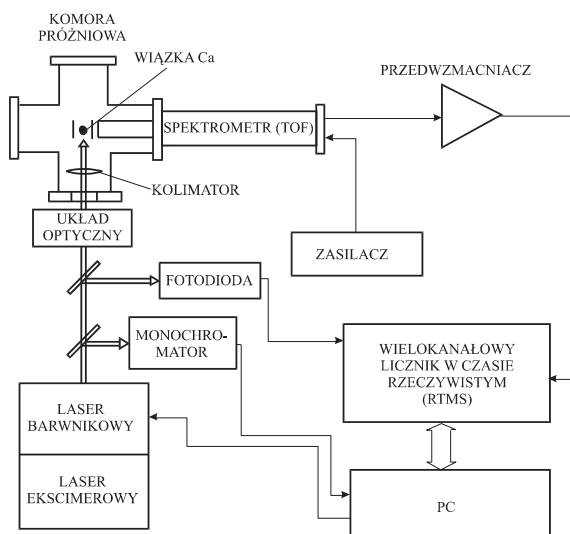 KOMORA
PRÓŻNIOWA
WIĄZKA Ca
PRZEDWZMACNIACZ
SPEKTROMETR (TOF)
KOLIMATOR
UKŁAD
OPTYCZNY
ZASILACZ
FOTODIODA
MONOCHRO-
MATOR
WIELOKANAŁOWY
LICZNIK W CZASIE
RZECZYWISTYM
(RTMS)
LASER
BARWNIKOWY
LASER
EKSCIMEROWY
PC